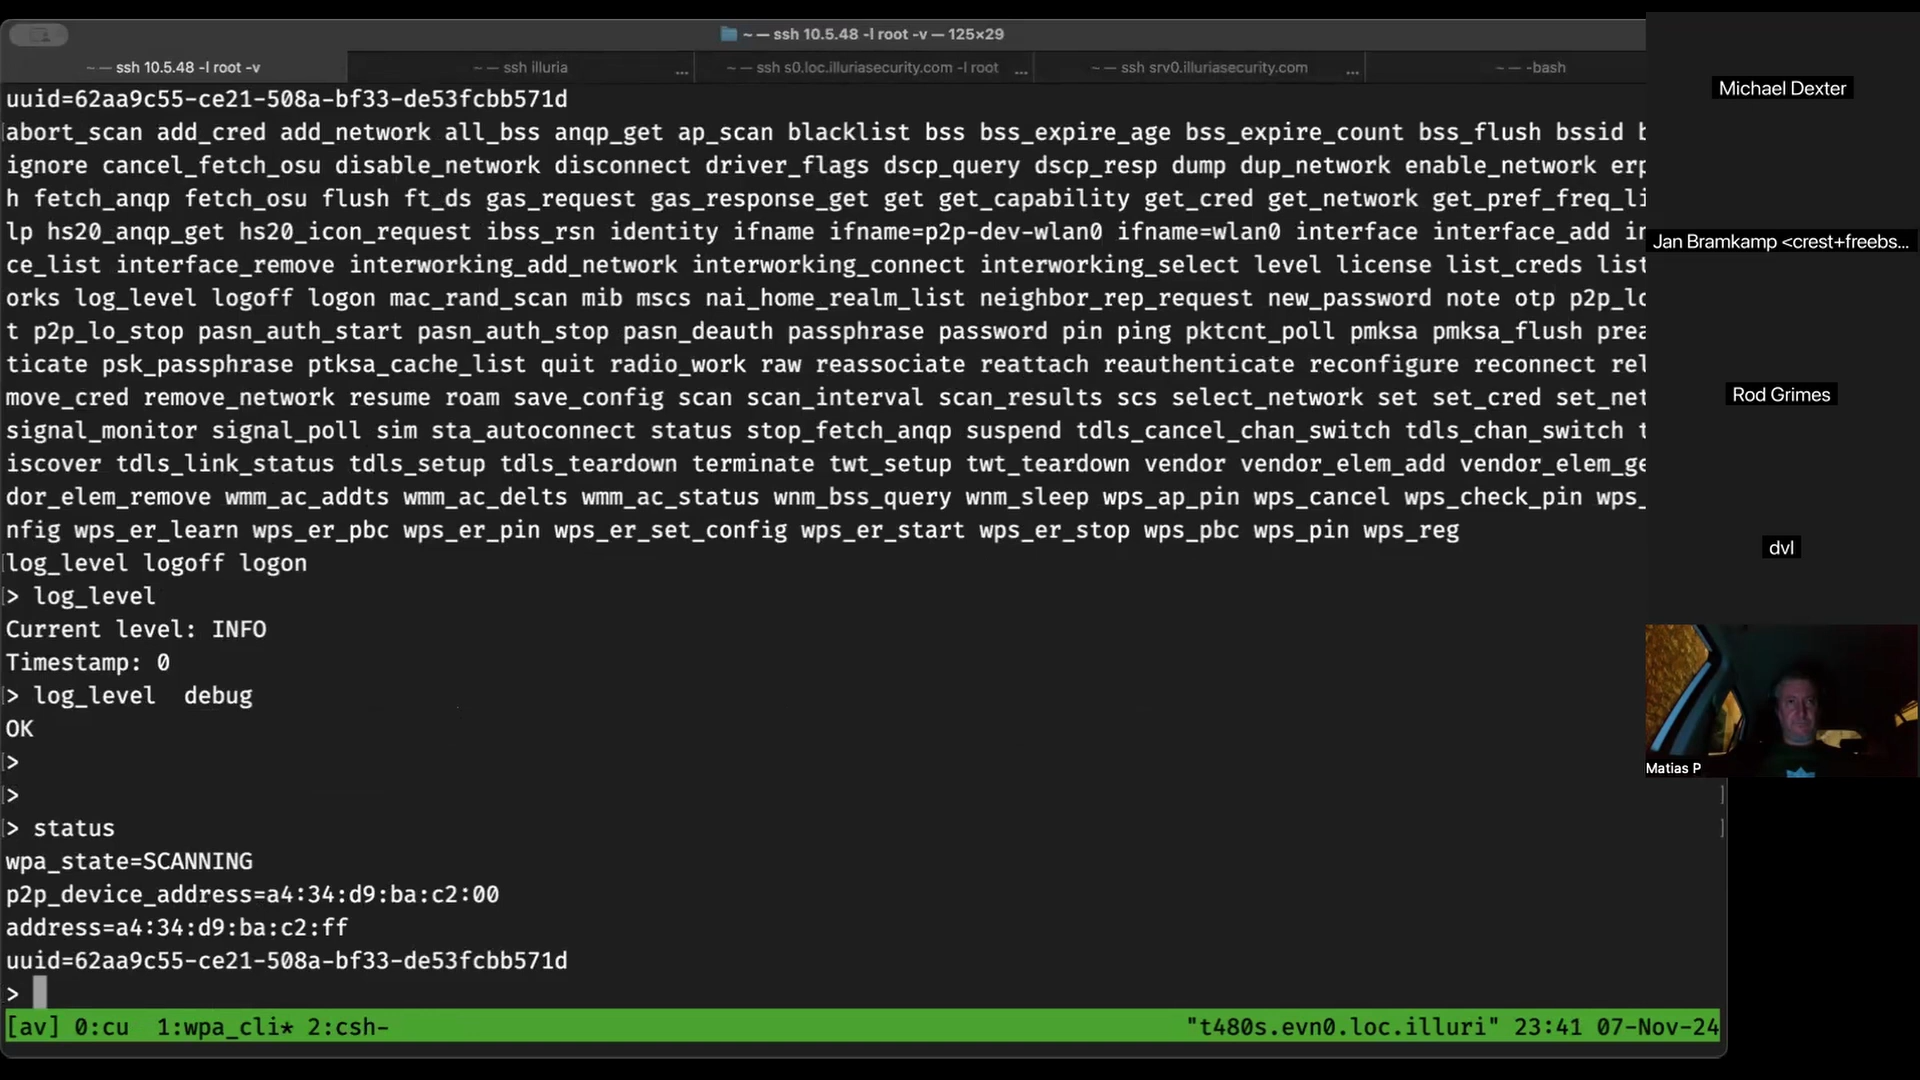 ~ — ssh 10.5.48 -l root -v — 125×29
~ — ssh 10.5.48 -l root -v
~ — ssh illuria ...
~ — ssh s0.loc.illuriasecurity.com -l root ...
~ — ssh srv0.illuriasecurity.com ...
~ — -bash
uuid=62aa9c55-ce21-508a-bf33-de53fcbb571d
abort_scan add_cred add_network all_bss anqp_get ap_scan blacklist bss bss_expire_age bss_expire_count bss_flush bssid b
ignore cancel_fetch_osu disable_network disconnect driver_flags dscp_query dscp_resp dump dup_network enable_network erp
h fetch_anqp fetch_osu flush ft_ds gas_request gas_response_get get get_capability get_cred get_network get_pref_freq_li
lp hs20_anqp_get hs20_icon_request ibss_rsn identity ifname ifname=p2p-dev-wlan0 ifname=wlan0 interface interface_add in
ce_list interface_remove interworking_add_network interworking_connect interworking_select level license list_creds list
orks log_level logoff logon mac_rand_scan mib mscs nai_home_realm_list neighbor_rep_request new_password note otp p2p_lo
t p2p_lo_stop pasn_auth_start pasn_auth_stop pasn_deauth passphrase password pin ping pktcnt_poll pmksa pmksa_flush prea
ticate psk_passphrase ptksa_cache_list quit radio_work raw reassociate reattach reauthenticate reconfigure reconnect rel
move_cred remove_network resume roam save_config scan scan_interval scan_results scs select_network set set_cred set_net
signal_monitor signal_poll sim sta_autoconnect status stop_fetch_anqp suspend tdls_cancel_chan_switch tdls_chan_switch t
iscover tdls_link_status tdls_setup tdls_teardown terminate twt_setup twt_teardown vendor vendor_elem_add vendor_elem_ge
dor_elem_remove wmm_ac_addts wmm_ac_delts wmm_ac_status wnm_bss_query wnm_sleep wps_ap_pin wps_cancel wps_check_pin wps_
nfig wps_er_learn wps_er_pbc wps_er_pin wps_er_set_config wps_er_start wps_er_stop wps_pbc wps_pin wps_reg
log_level logoff logon
> log_level
Current level: INFO
Timestamp: 0
> log_level  debug
OK
>
>
> status
wpa_state=SCANNING
p2p_device_address=a4:34:d9:ba:c2:00
address=a4:34:d9:ba:c2:ff
uuid=62aa9c55-ce21-508a-bf33-de53fcbb571d
>
[av] 0:cu  1:wpa_cli* 2:csh-
"t480s.evn0.loc.illuri" 23:41 07-Nov-24
Michael Dexter
Jan Bramkamp <crest+freebs...
Rod Grimes
dvl
Matias P